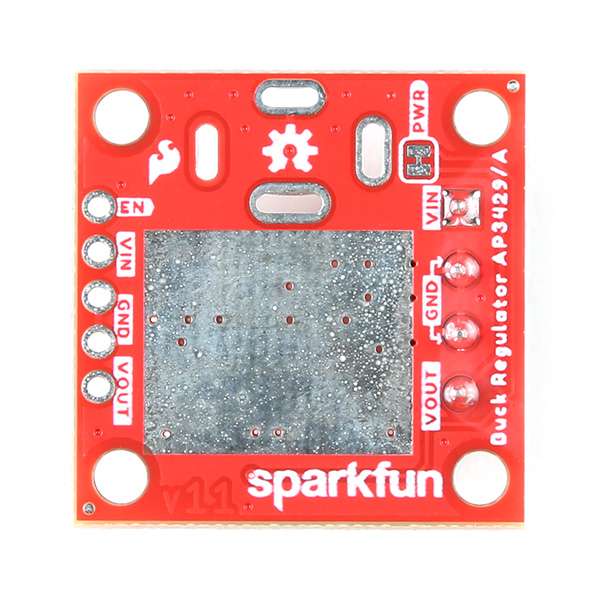 PWR
EN
VIN
GND
VOUT
VIN
GND
VOUT
Buck Regulator AP3429/A
v11
sparkfun